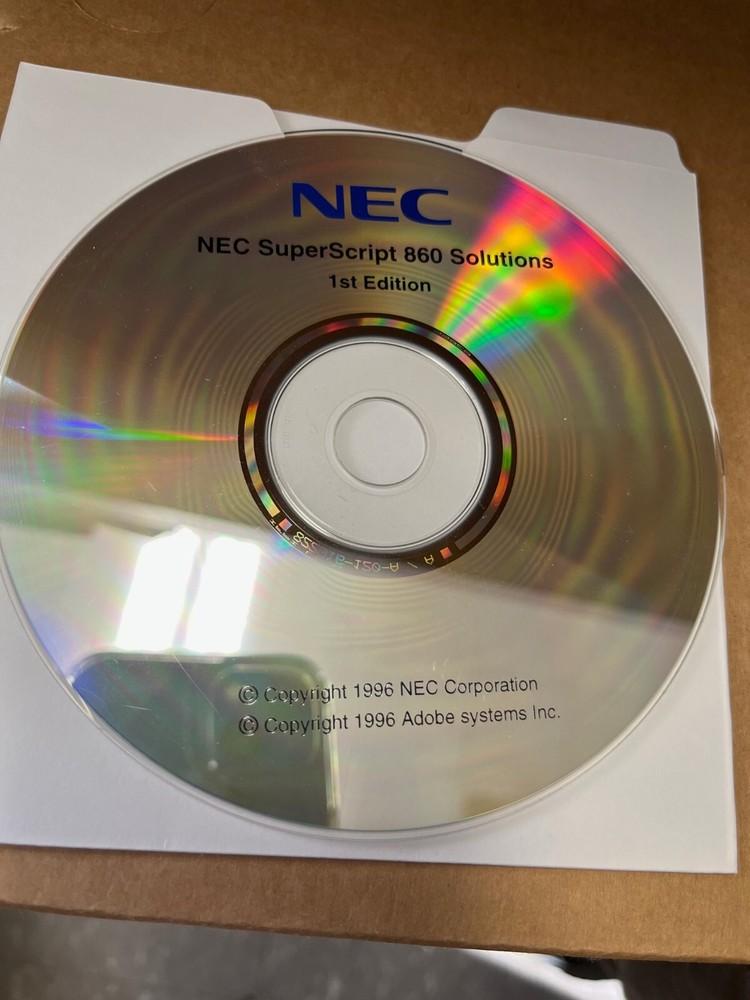 NEC
NEC SuperScript 860 Solutions
1st Edition
© Copyright 1996 NEC Corporation
© Copyright 1996 Adobe systems Inc.